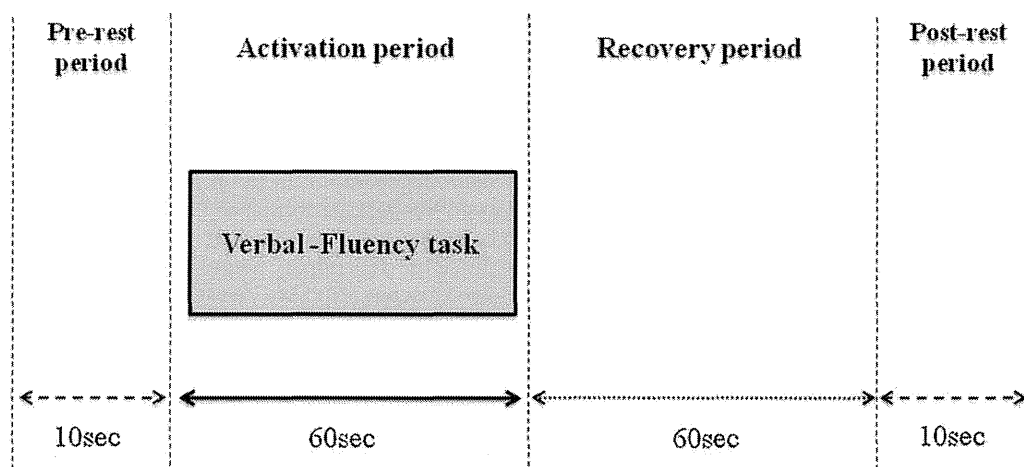 Pre-rest
period
Activation period
Recovery period
Post-rest
period
Verbal-Fluency task
10sec
60sec
60sec
10sec